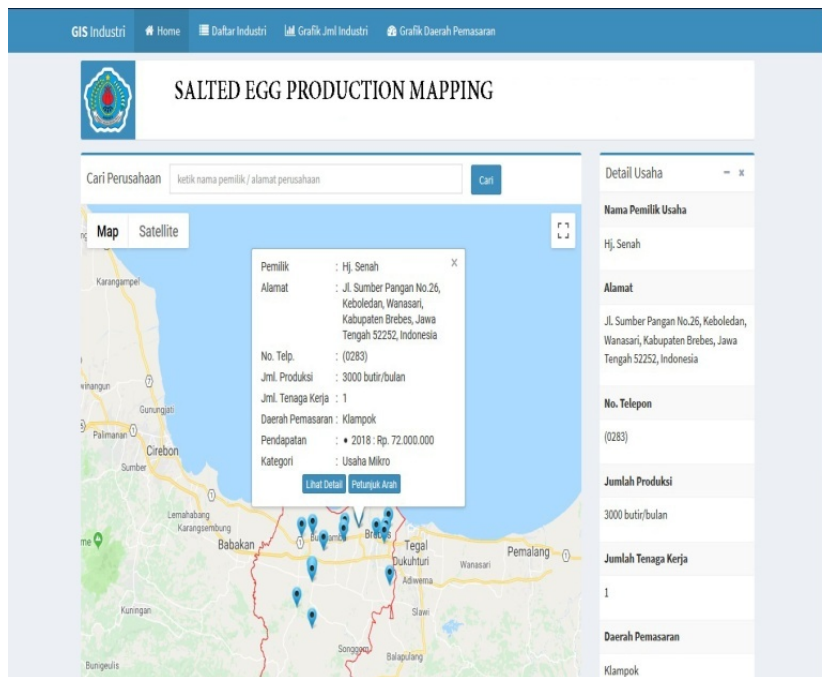 GIS Industri
Home
Daftar Industri
Grafik Jml Industri
Grafik Daerah Pemasaran
SALTED EGG PRODUCTION MAPPING
Cari Perusahaan
ketik nama pemilik / alamat perusahaan
Cari
Map
Satellite
Pemilik : Hj. Senah
x
Alamat : Jl. Sumber Pangan No.26,
Keboledan, Wanasari,
Kabupaten Brebes, Jawa
Tengah 52252, Indonesia
No. Telp. : (0283)
Jml. Produksi : 3000 butir/bulan
Jml. Tenaga Kerja : 1
Daerah Pemasaran : Klampok
Pendapatan : • 2018 : Rp. 72.000.000
Kategori : Usaha Mikro
Lihat Detail
Petunjuk Arah
Karangampel
Gunungjati
Palimanan
Cirebon
Sumber
Lemahabang
Karangsembung
Babakan
Tegal
Dukuhturi
Wanasari
Pemalang
Adiwerna
Kuningan
Slawi
Songgom
Balapulang
Bungeulis
Detail Usaha
– x
Nama Pemilik Usaha
Hj. Senah
Alamat
Jl. Sumber Pangan No.26, Keboledan,
Wanasari, Kabupaten Brebes, Jawa
Tengah 52252, Indonesia
No. Telepon
(0283)
Jumlah Produksi
3000 butir/bulan
Jumlah Tenaga Kerja
1
Daerah Pemasaran
Klampok